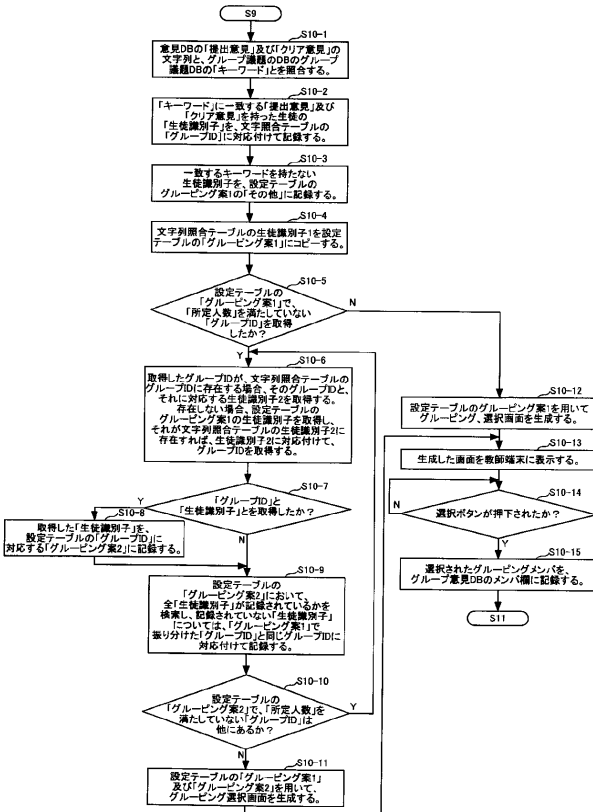 S9
S10-1
意見DBの「提出意見」及び「クリア意見」の
文字列と、グループ議題のDBのグループ
議題DBの「キーワード」とを照合する。
S10-2
「キーワード」に一致する「提出意見」及び
「クリア意見」を持った生徒の
「生徒識別子」を、文字照合テーブルの
「グループID」に対応付けて記録する。
S10-3
一致するキーワードを持たない
生徒識別子を、設定テーブルの
グルーピング案1の「その他」に記録する。
S10-4
文字列照合テーブルの生徒識別子1を設定
テーブルの「グルーピング案1」にコピーする。
S10-5
設定テーブルの
「グルーピング案1」で、
「所定人数」を満たしていない
「グループID」を取得
したか?
N
Y
S10-6
取得したグループIDが、文字列照合テーブルの
グループIDに存在する場合、そのグループIDと、
それに対応する生徒識別子2を取得する。
存在しない場合、設定テーブルの
グルーピング案1の生徒識別子を取得し、
それが文字列照合テーブルの生徒識別子2に
存在すれば、生徒識別子2に対応付けて、
グループIDを取得する。
S10-7
「グループID」と
「生徒識別子」とを取得したか?
Y
N
S10-8
取得した「生徒識別子」を、
設定テーブルの「グループID」に
対応する「グルーピング案2」に記録する。
S10-9
設定テーブルの
「グルーピング案2」において、
全「生徒識別子」が記録されているかを
検索し、記録されていない「生徒識別子」
については、「グルーピング案1」で
振り分けた「グループID」と同じグループIDに
対応付けて記録する。
S10-10
設定テーブルの
「グルーピング案2」で、「所定人数」を
満たしていない「グループID」は
他にあるか?
Y
N
S10-11
設定テーブルの「グルーピング案1」
及び「グルーピング案2」を用いて、
グルーピング選択画面を生成する。
S10-12
設定テーブルのグルーピング案1を用いて
グルーピング、選択画面を生成する。
S10-13
生成した画面を教師端末に表示する。
S10-14
選択ボタンが押下されたか?
N
Y
S10-15
選択されたグルーピングメンバを、
グループ意見DBのメンバ欄に記録する。
S11